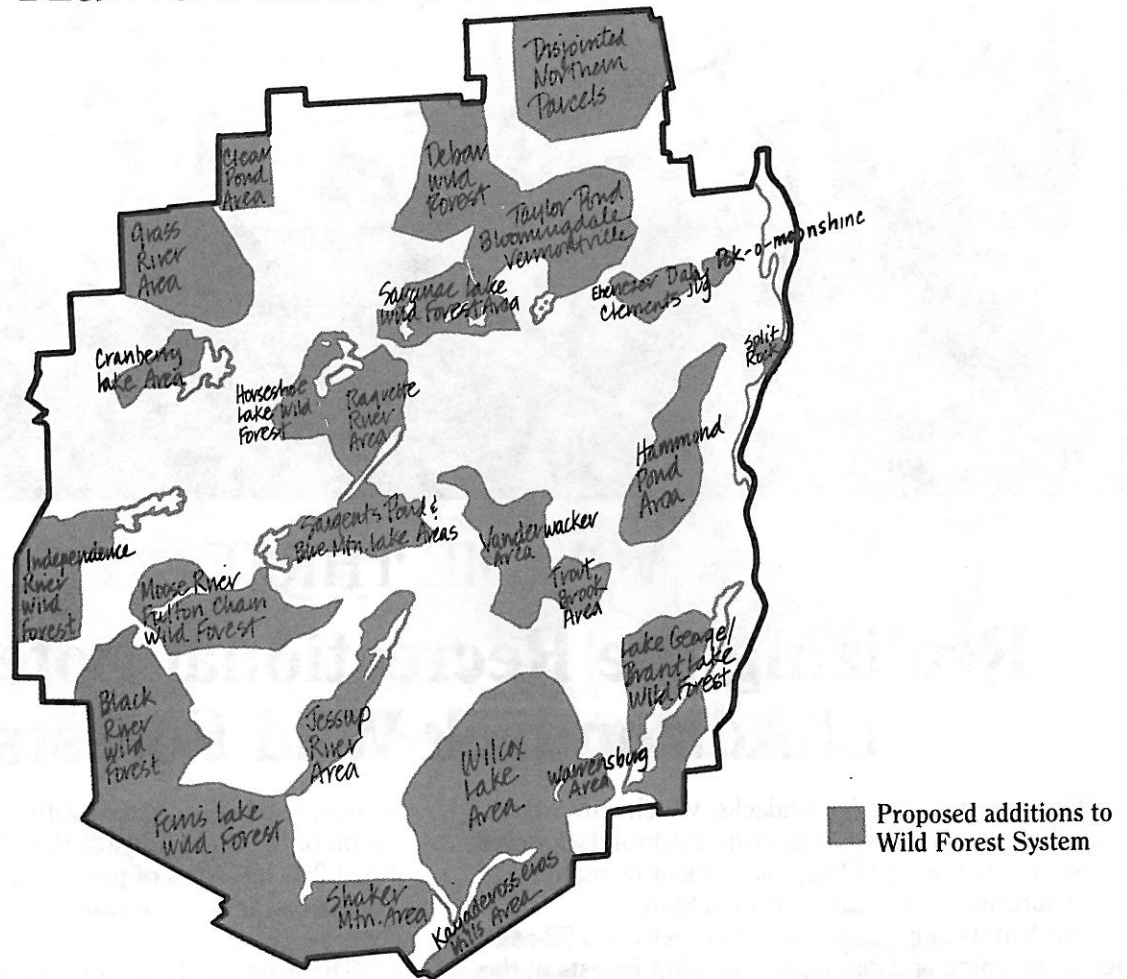 Disjointed
Northern
Parcels
Clear
Pond
Area
Debar
Wild
Forest
Taylor Pond
Bloomingdale
Vermontville
Grass
River
Area
Pok-o-moonshine
Ebenezer Daby Jug
Clements
Saranac Lake
Wild Forest Area
Split
Rock
Cranberry
Lake Area
Horseshoe
Lake Wild
Forest
Raquette
River
Area
Hammond
Pond
Area
Sargents Pond &
Blue Mtn. Lake Areas
Vanderwacker
Area
Independence
River
Wild
Forest
Moose River
Fulton Chain
Wild Forest
Trout
Brook
Area
Lake George/
Brant Lake
Wild Forest
Black
River
Wild
Forest
Jessup
River
Area
Wilcox
Lake
Area
Warrensburg
Area
Ferris Lake
Wild Forest
Shaker
Mtn. Area
Kayaderosseras
Hills Area
Proposed additions to
Wild Forest System